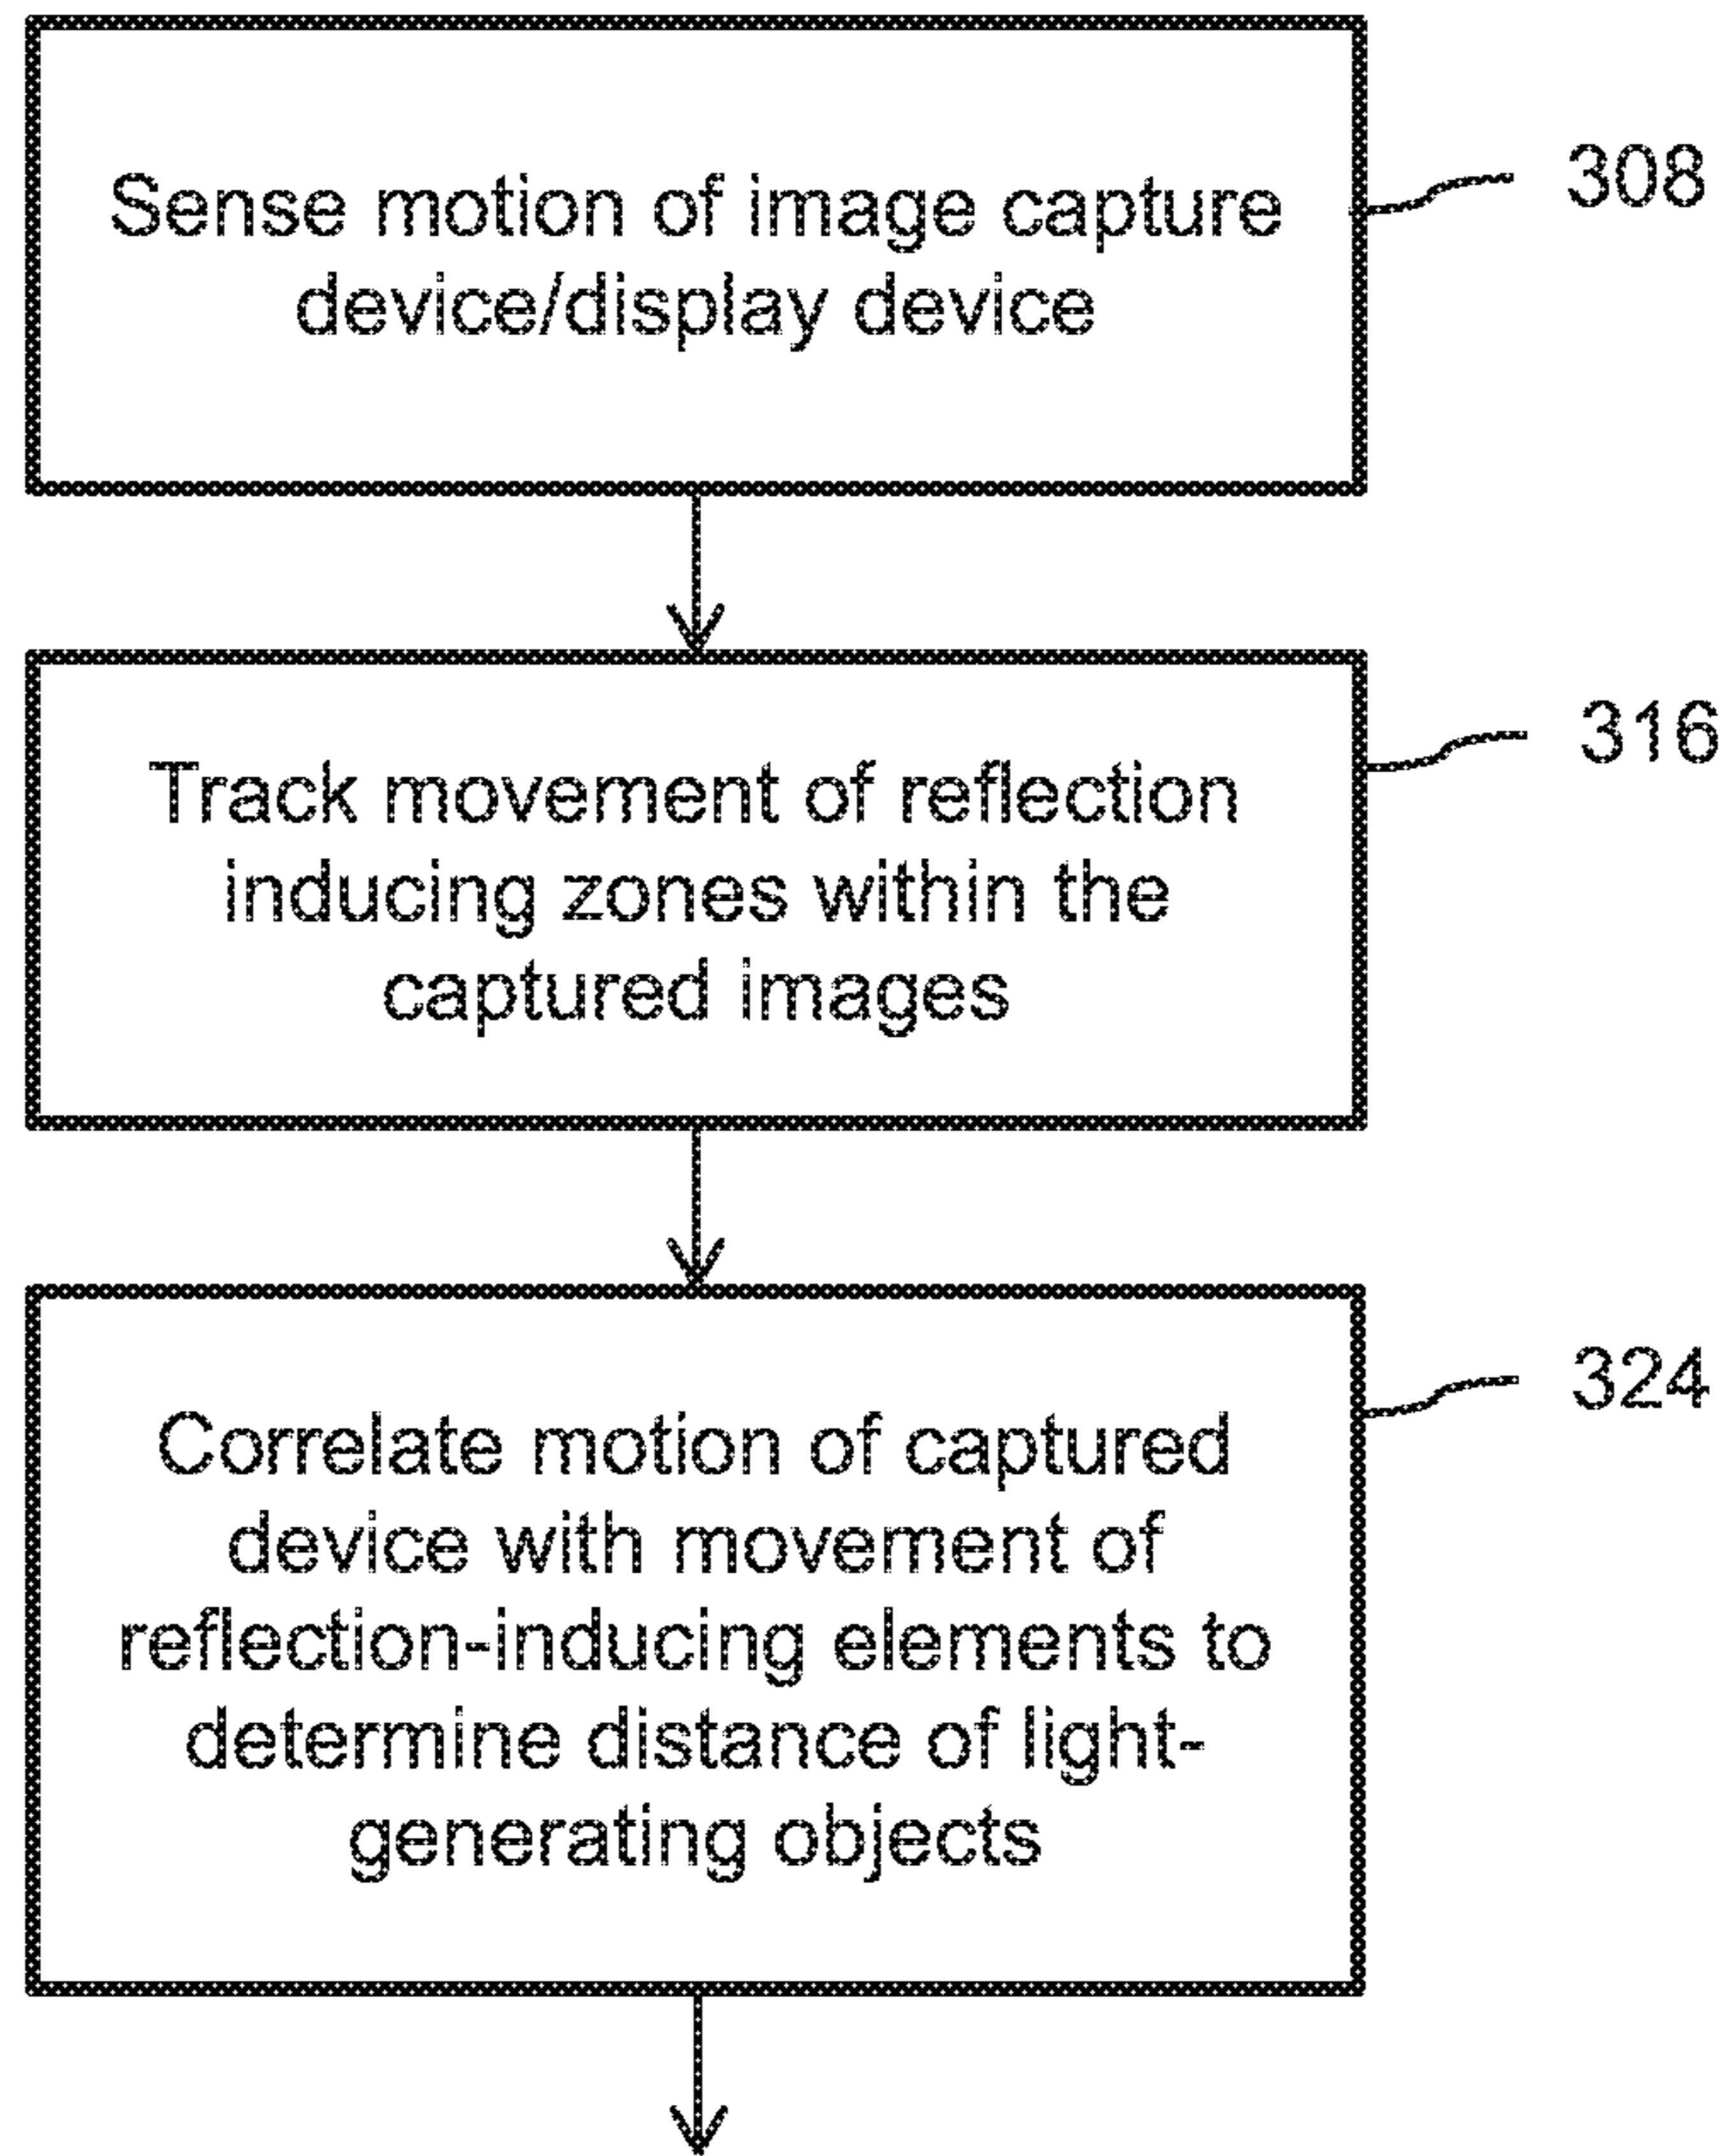 Sense motion of image capture
device/display device
308
Track movement of reflection
inducing zones within the
captured images
316
Correlate motion of captured
device with movement of
reflection-inducing elements to
determine distance of light-
generating objects
324